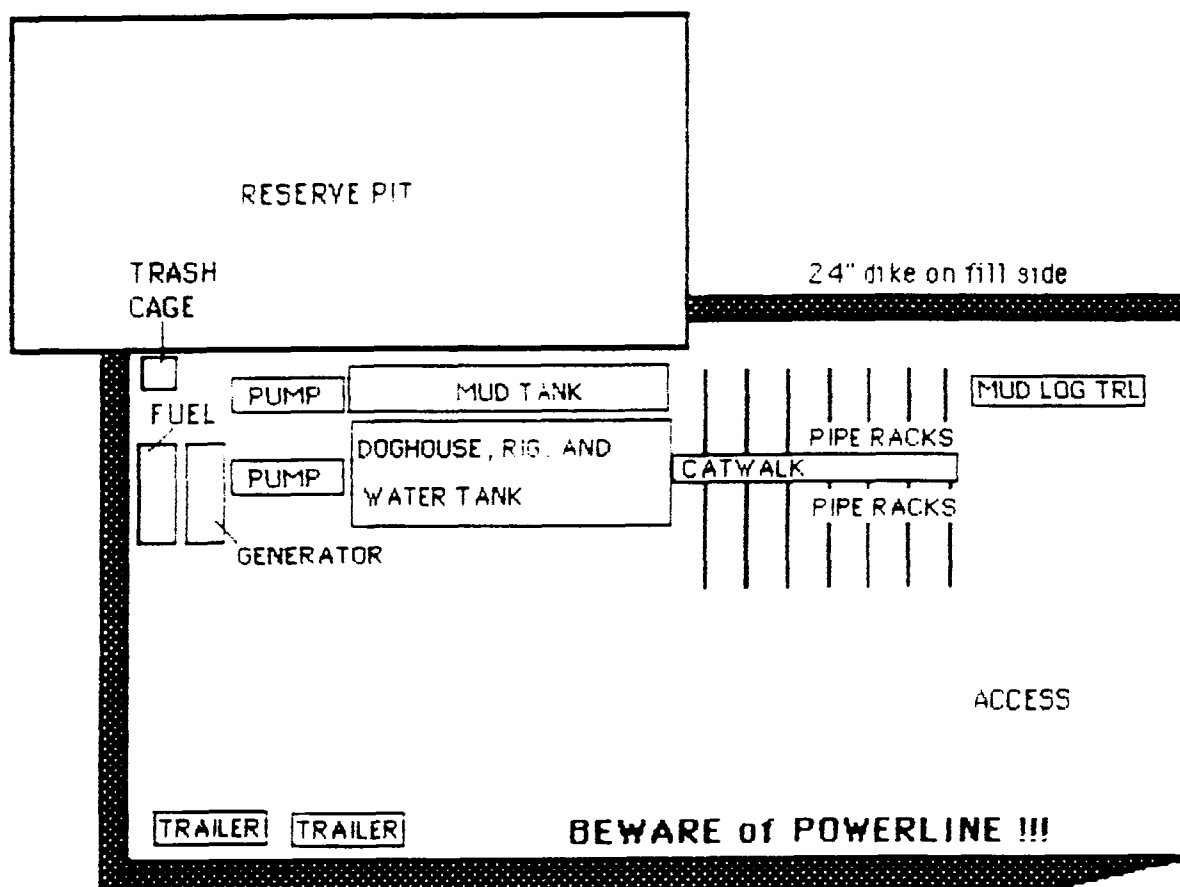 RESERVE PIT
TRASH
CAGE
24" dike on fill side
PUMP
MUD TANK
MUD LOG TRL
FUEL
PIPE RACKS
DOGHOUSE, RIG, AND
WATER TANK
PUMP
CATWALK
PIPE RACKS
GENERATOR
ACCESS
TRAILER
TRAILER
BEWARE of POWERLINE !!!